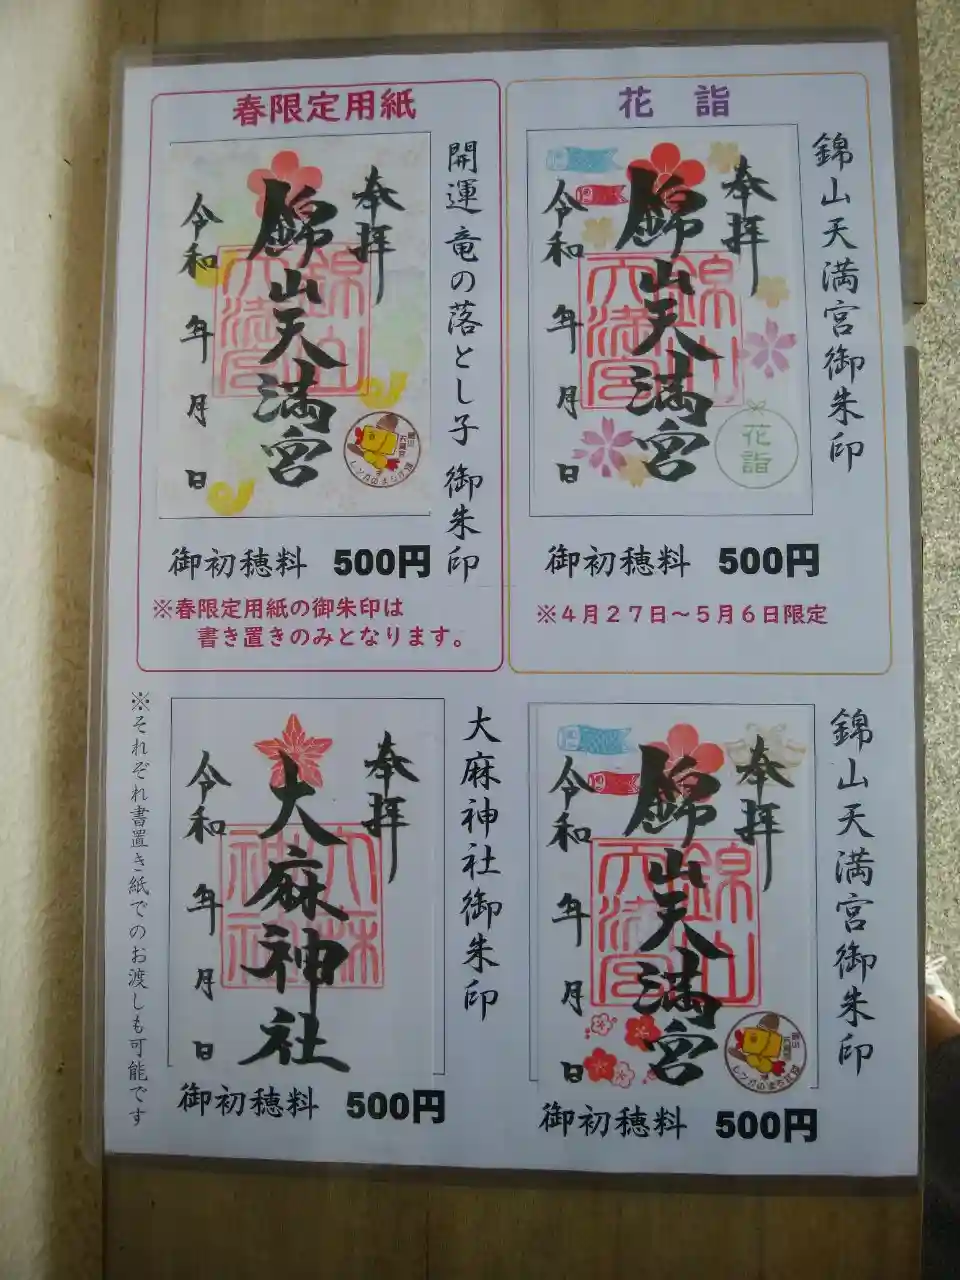 春限定用紙
奉拝
錦山天満宮
令和 年 月 日
開運竜の落とし子 御朱印
御初穂料 500円
※春限定用紙の御朱印は
書き置きのみとなります。
花 詣
奉拝
錦山天満宮
令和 年 月 日
花詣
錦山天満宮御朱印
御初穂料 500円
※4月27日～5月6日限定
※それぞれ書置き紙でのお渡しも可能です
奉拝
大麻神社
令和 年 月 日
大麻神社御朱印
御初穂料 500円
奉拝
錦山天満宮
令和 年 月 日
錦山天満宮御朱印
御初穂料 500円